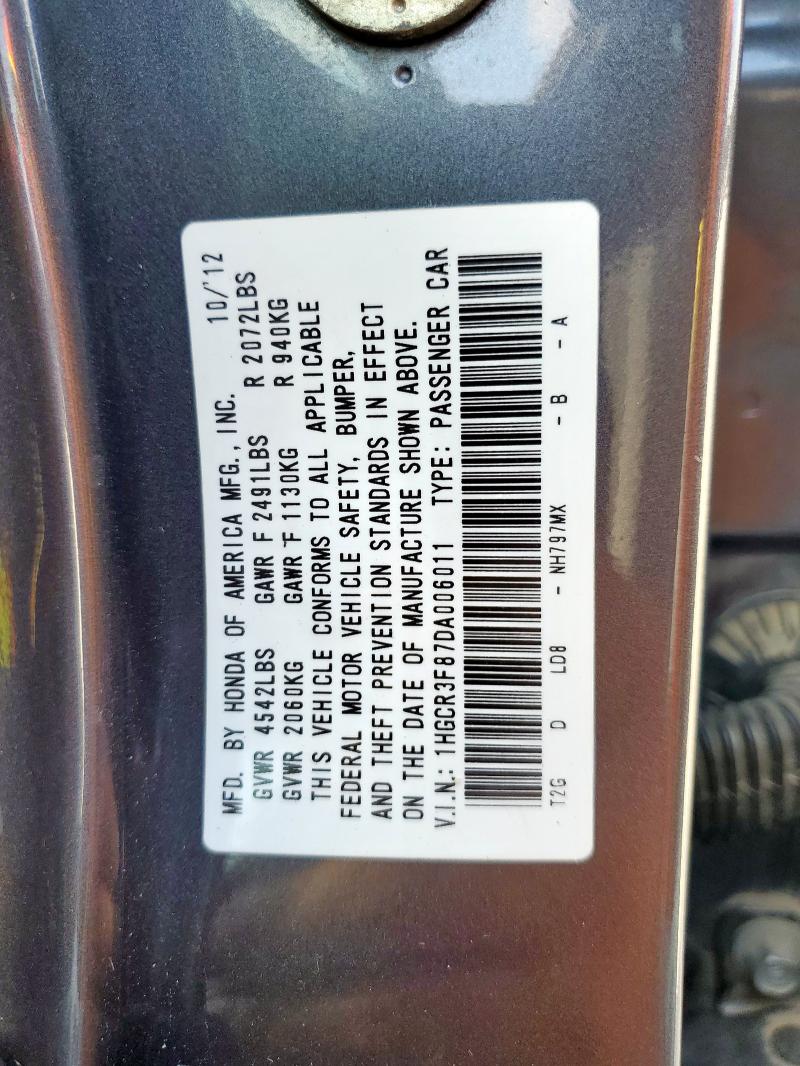 MFD. BY HONDA OF AMERICA MFG., INC. 10/'12
GVWR 4542LBS GAWR F 2491LBS R 2072LBS
GVWR 2060KG GAWR F 1130KG R 940KG
THIS VEHICLE CONFORMS TO ALL APPLICABLE
FEDERAL MOTOR VEHICLE SAFETY, BUMPER,
AND THEFT PREVENTION STANDARDS IN EFFECT
ON THE DATE OF MANUFACTURE SHOWN ABOVE.
V.I.N.: 1HGCR3F87DA006011 TYPE: PASSENGER CAR
T2G D LD8 - NH797MX - B - A